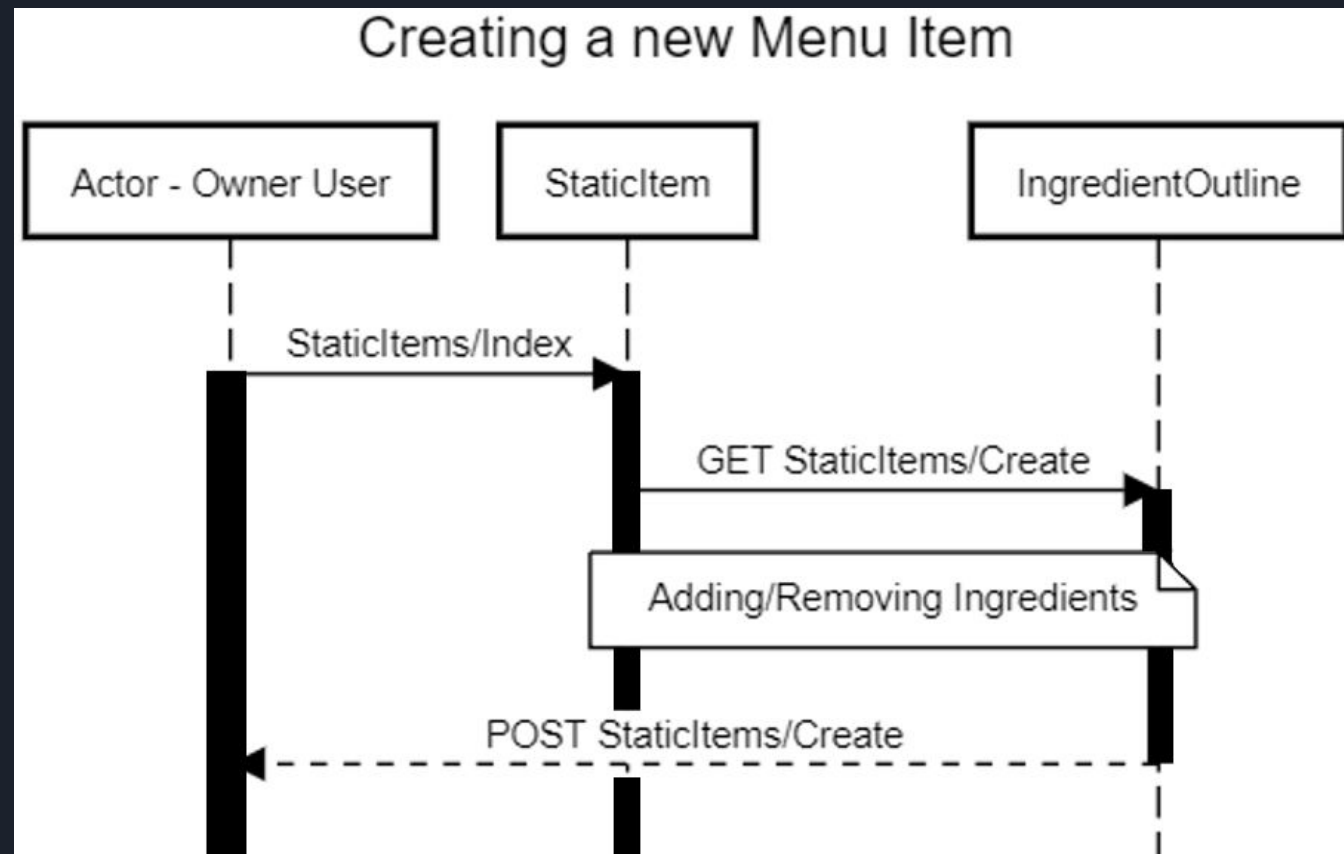 Creating a new Menu Item
Actor - Owner User
StaticItem
IngredientOutline
StaticItems/Index
GET StaticItems/Create
Adding/Removing Ingredients
POST StaticItems/Create